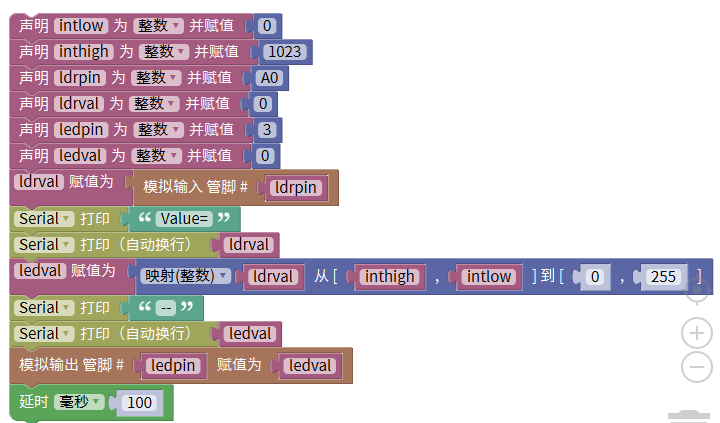 声明 intlow 为 整数 并赋值 0
声明 inthigh 为 整数 并赋值 1023
声明 ldrpin 为 整数 并赋值 A0
声明 ldrval 为 整数 并赋值 0
声明 ledpin 为 整数 并赋值 3
声明 ledval 为 整数 并赋值 0
ldrval 赋值为 模拟输入 管脚 # ldrpin
Serial 打印 “ Value= ”
Serial 打印（自动换行） ldrval
ledval 赋值为 映射(整数) ldrval 从 [ inthigh , intlow ] 到 [ 0 , 255 ]
Serial 打印 “ -- ”
Serial 打印（自动换行） ledval
模拟输出 管脚 # ledpin 赋值为 ledval
延时 毫秒 100